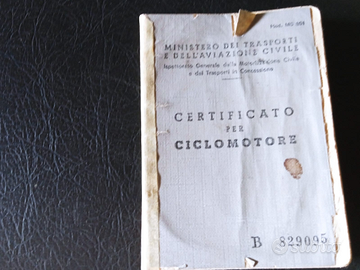 MINISTERO DEI TRASPORTI
E DELL'AVIAZIONE CIVILE
Ispettorato Generale della Motorizzazione Civile
e dei Trasporti in Concessione
CERTIFICATO
PER
CICLOMOTORE
B 829095
subito